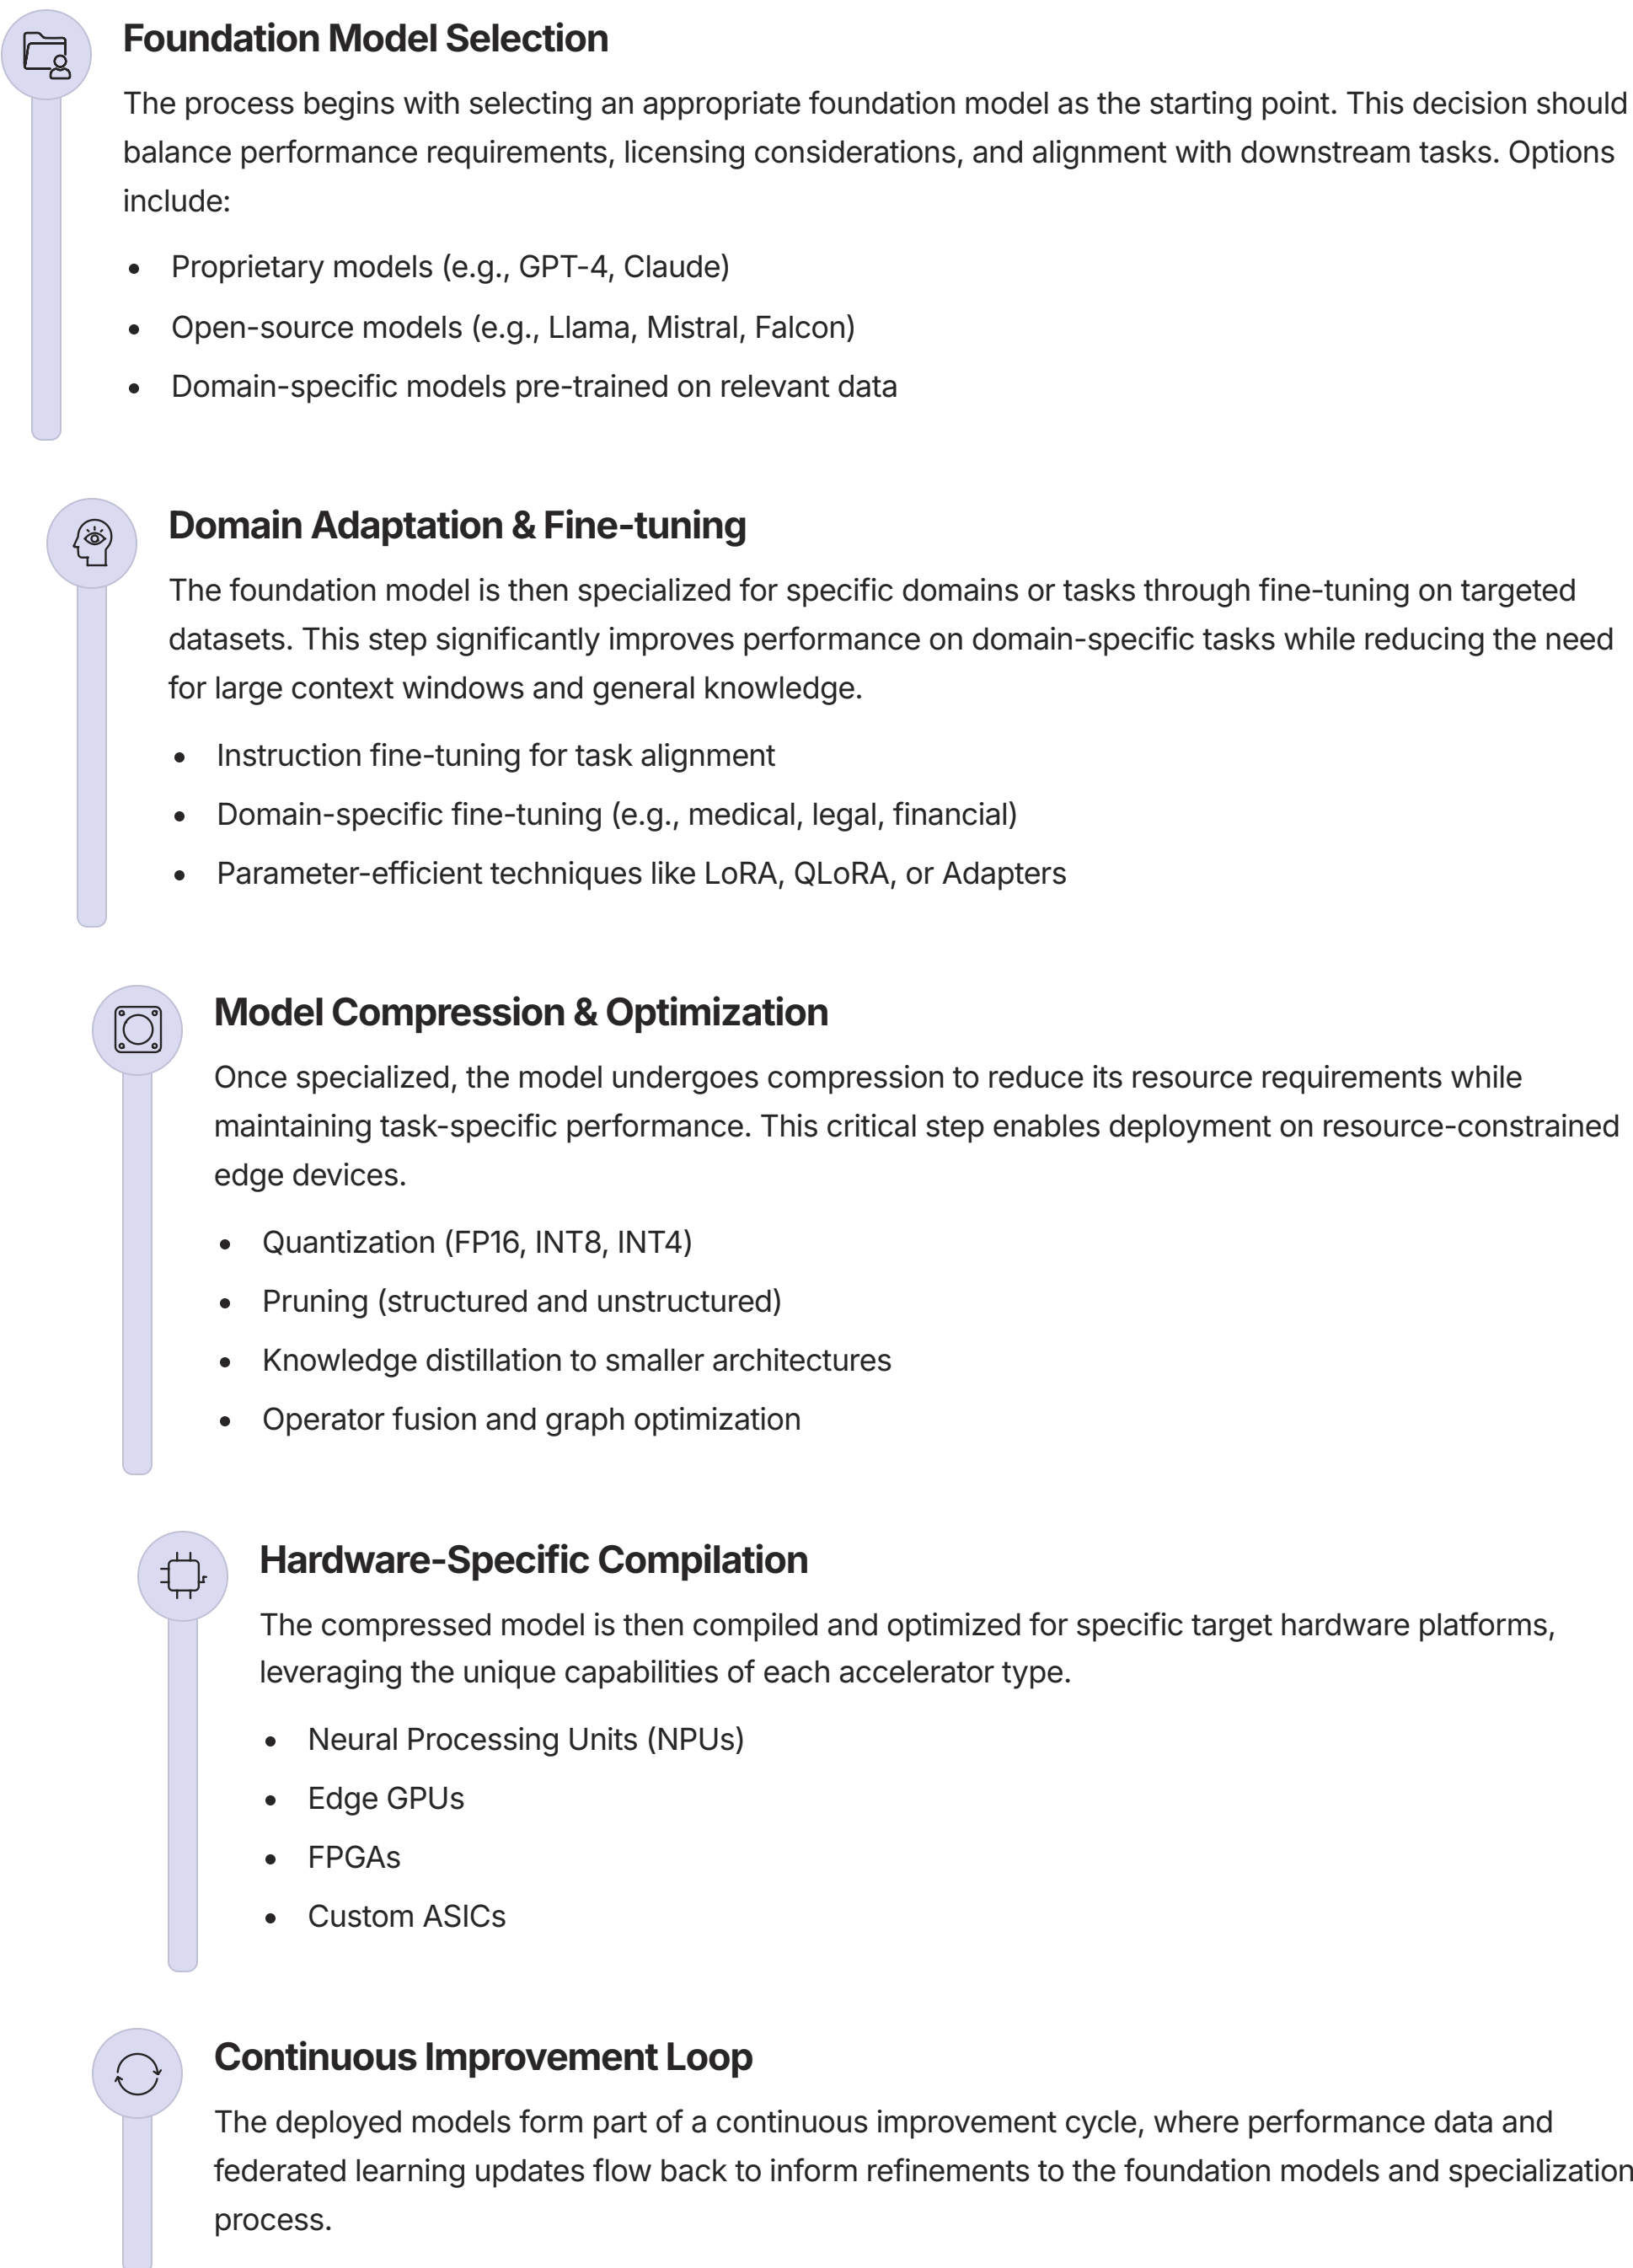 Foundation Model Selection
The process begins with selecting an appropriate foundation model as the starting point. This decision should
balance performance requirements, licensing considerations, and alignment with downstream tasks. Options
include:
• Proprietary models (e.g., GPT-4, Claude)
• Open-source models (e.g., Llama, Mistral, Falcon)
• Domain-specific models pre-trained on relevant data
Domain Adaptation & Fine-tuning
The foundation model is then specialized for specific domains or tasks through fine-tuning on targeted
datasets. This step significantly improves performance on domain-specific tasks while reducing the need
for large context windows and general knowledge.
• Instruction fine-tuning for task alignment
• Domain-specific fine-tuning (e.g., medical, legal, financial)
• Parameter-efficient techniques like LoRA, QLoRA, or Adapters
Model Compression & Optimization
Once specialized, the model undergoes compression to reduce its resource requirements while
maintaining task-specific performance. This critical step enables deployment on resource-constrained
edge devices.
• Quantization (FP16, INT8, INT4)
• Pruning (structured and unstructured)
• Knowledge distillation to smaller architectures
• Operator fusion and graph optimization
Hardware-Specific Compilation
The compressed model is then compiled and optimized for specific target hardware platforms,
leveraging the unique capabilities of each accelerator type.
• Neural Processing Units (NPUs)
• Edge GPUs
• FPGAs
• Custom ASICs
Continuous Improvement Loop
The deployed models form part of a continuous improvement cycle, where performance data and
federated learning updates flow back to inform refinements to the foundation models and specialization
process.